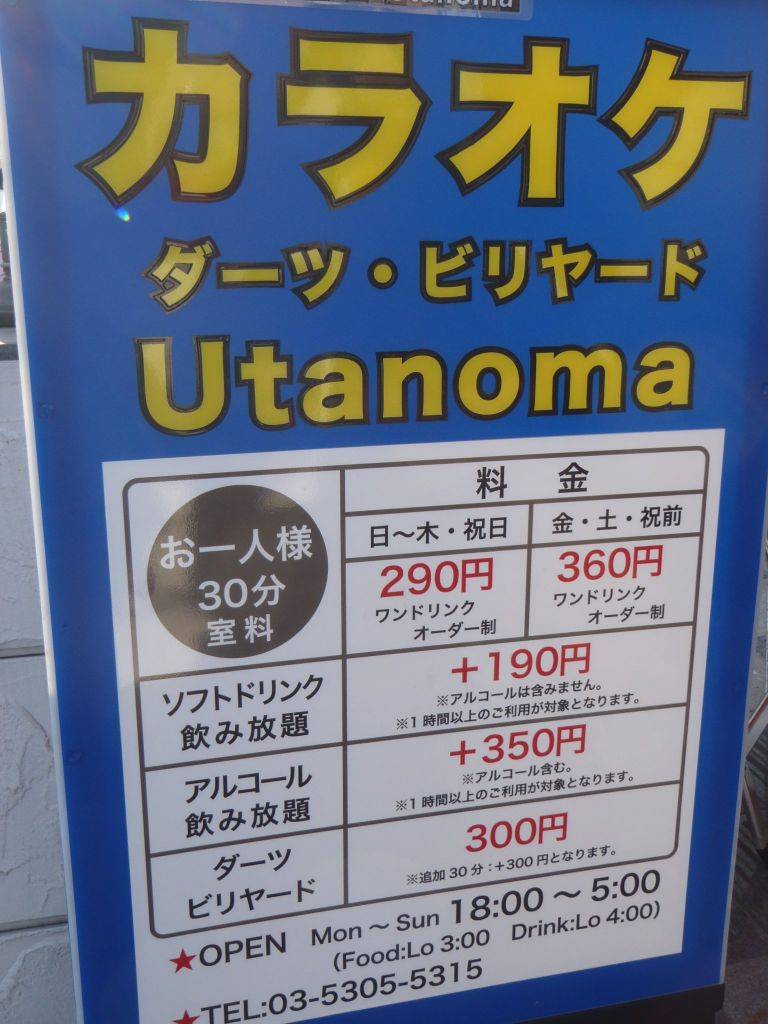 カラオケ
ダーツ・ビリヤード
Utanoma
お一人様
30分
室料
料金
日〜木・祝日
金・土・祝前
290円
ワンドリンク
オーダー制
360円
ワンドリンク
オーダー制
ソフトドリンク
飲み放題
+190円
※アルコールは含みません。
※1時間以上のご利用が対象となります。
アルコール
飲み放題
+350円
※アルコール含む。
※1時間以上のご利用が対象となります。
ダーツ
ビリヤード
300円
※追加30分:+300円となります。
★OPEN Mon 〜 Sun 18:00 〜 5:00
(Food:Lo 3:00 Drink:Lo 4:00)
★TEL:03-5305-5315